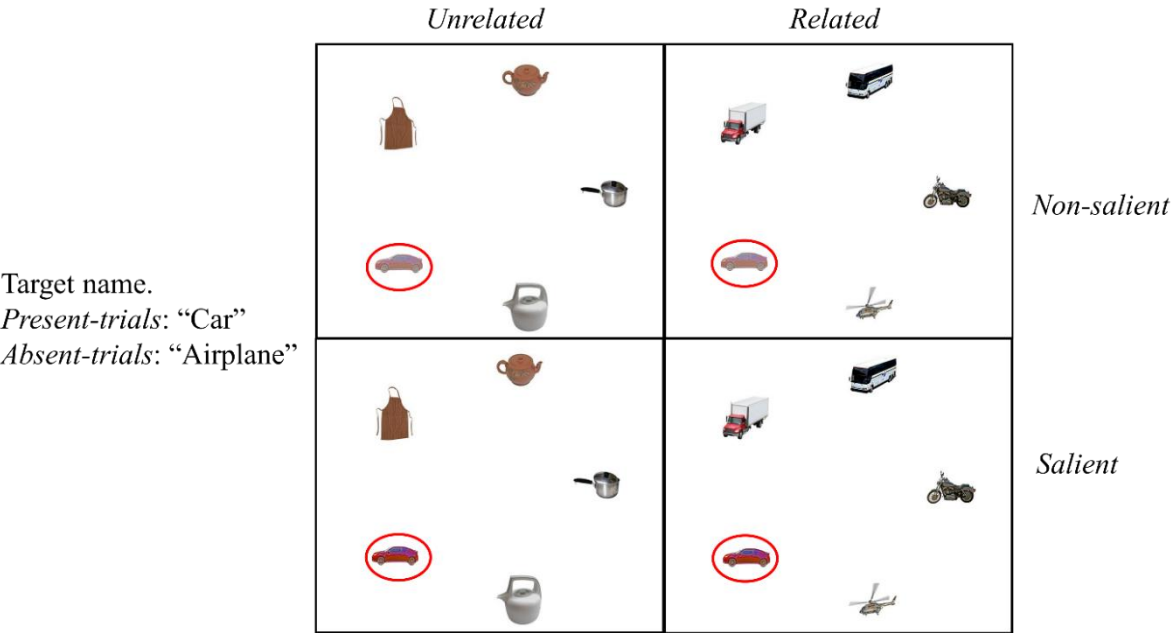 Unrelated
Related
Non-salient
Target name.
Present-trials: “Car”
Absent-trials: “Airplane”
Salient